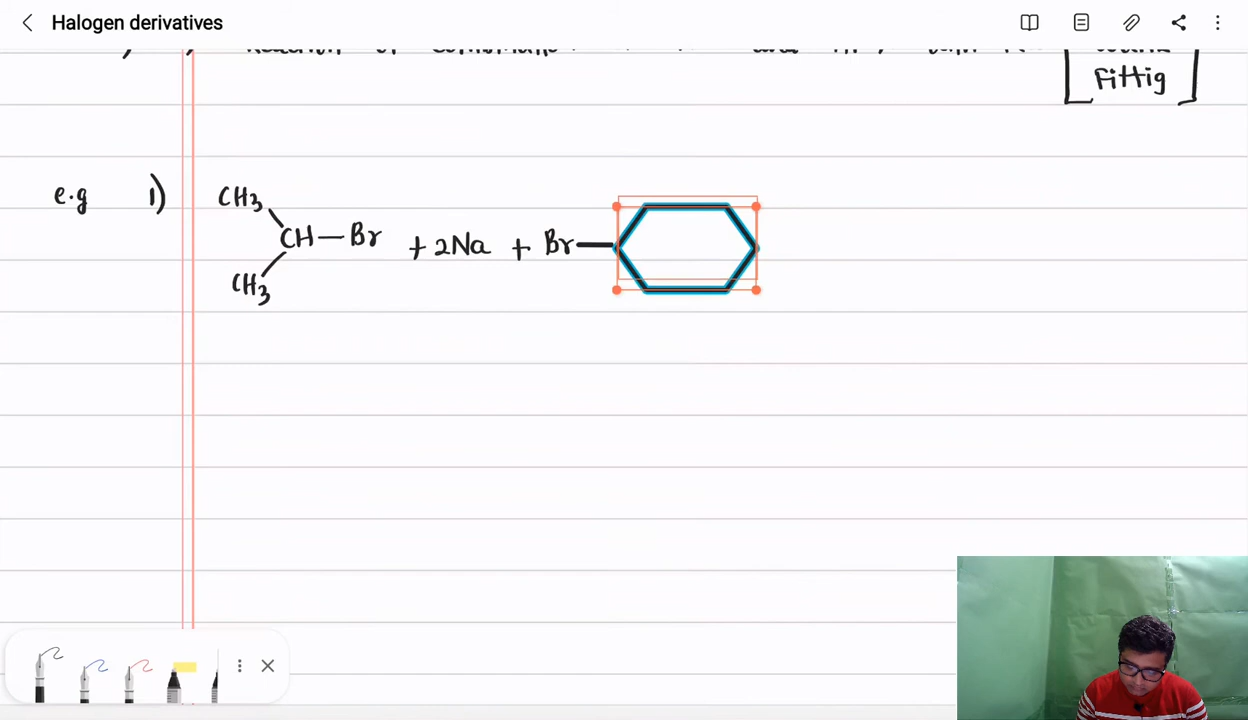 Halogen derivatives
Fittig
e.g 1) CH3
CH — Br + 2Na + Br —
CH3